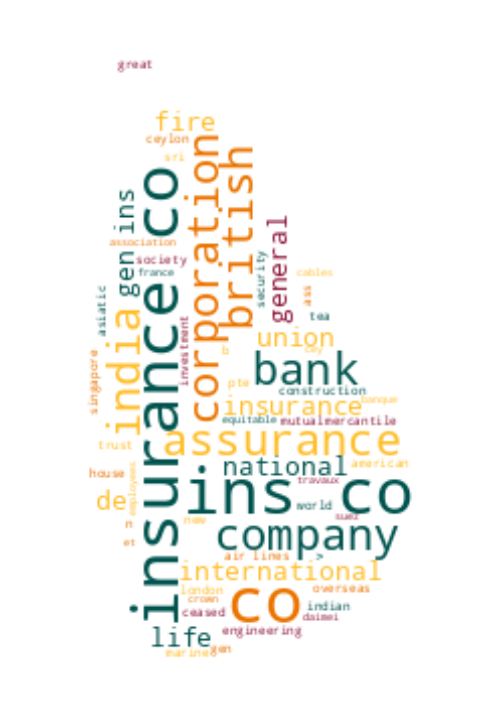 great
fire
ceylon
sri
insurance co
corporation
british
gen ins
association
society
france
asiatic
india
investment
security
general
cables
ass
tea
union
cey
b
bank
singapore
pte
construction
banque
insurance
equitable
mutual
mercantile
assurance
trust
national
american
employees
house
travaux
ins co
de
world
suez
new
n
company
et
air lines
>
international
london
overseas
crown
co
ceased
indian
daimei
engineering
life
marine
gen